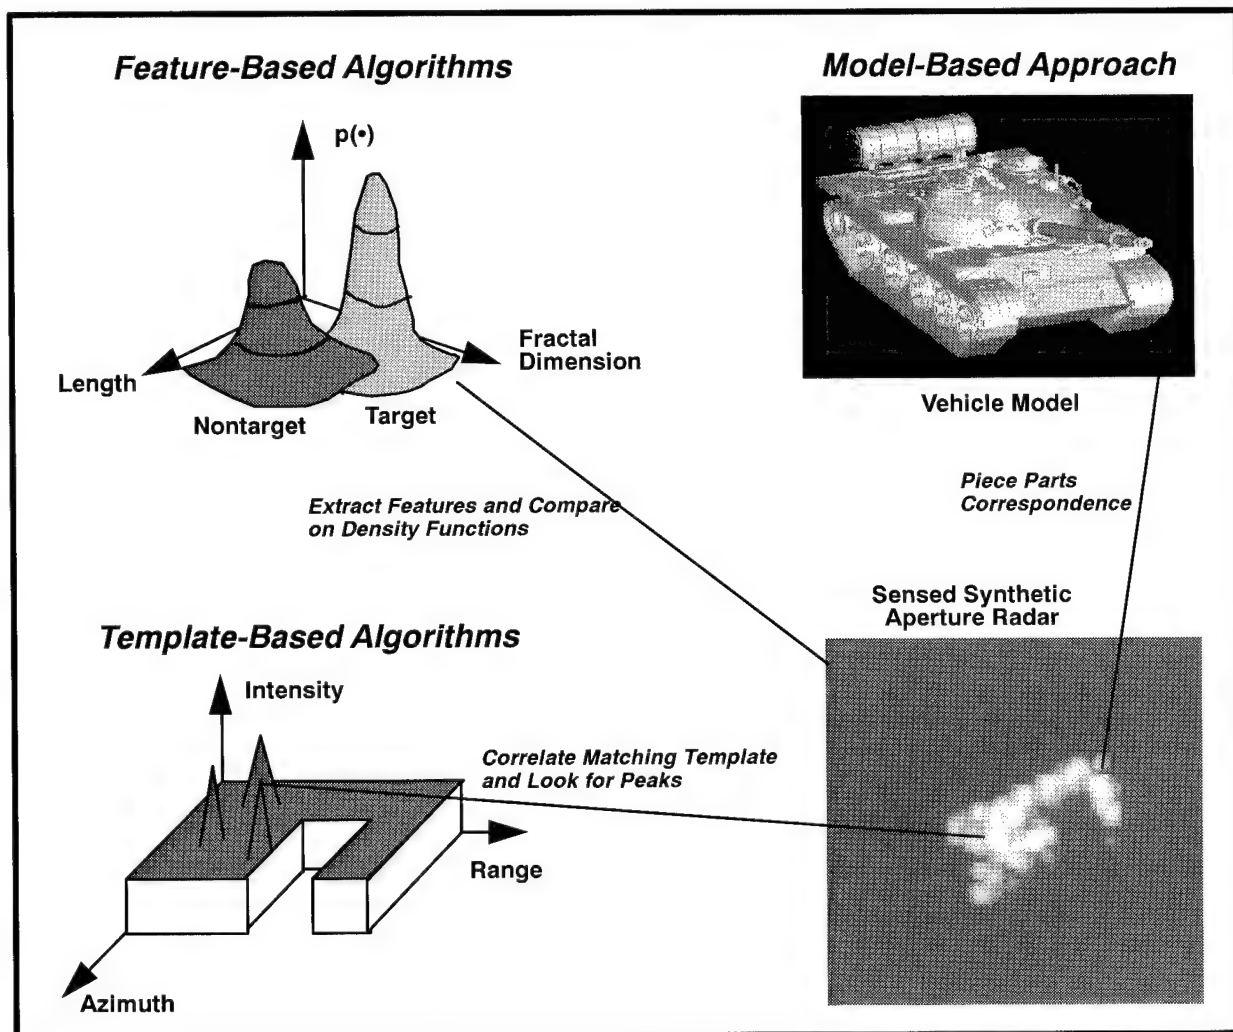 Feature-Based Algorithms
p(•)
Length
Fractal
Dimension
Nontarget
Target
Model-Based Approach
Vehicle Model
Extract Features and Compare
on Density Functions
Piece Parts
Correspondence
Sensed Synthetic
Aperture Radar
Template-Based Algorithms
Intensity
Correlate Matching Template
and Look for Peaks
Range
Azimuth